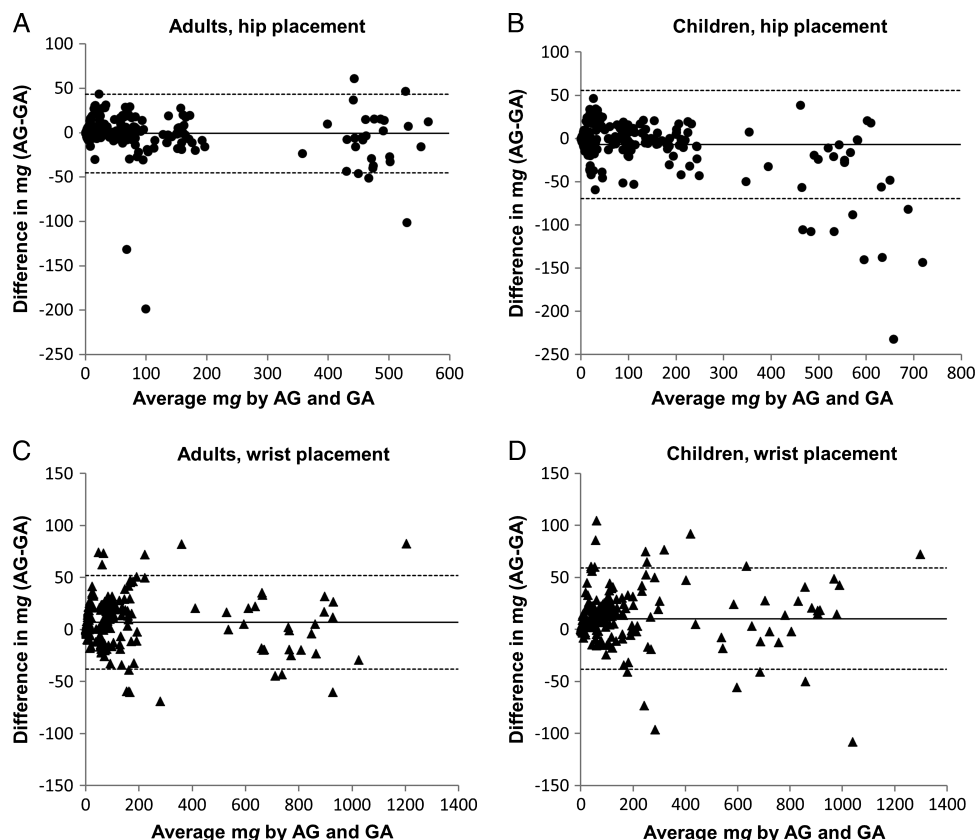 A
Adults, hip placement
100
50
0
-50
-100
-150
-200
-250
Difference in mg (AG-GA)
0 100 200 300 400 500 600
Average mg by AG and GA
B
Children, hip placement
100
50
0
-50
-100
-150
-200
-250
Difference in mg (AG-GA)
0 100 200 300 400 500 600 700 800
Average mg by AG and GA
C
Adults, wrist placement
150
100
50
0
-50
-100
-150
Difference in mg (AG-GA)
0 200 400 600 800 1000 1200 1400
Average mg by AG and GA
D
Children, wrist placement
150
100
50
0
-50
-100
-150
Difference in mg (AG-GA)
0 200 400 600 800 1000 1200 1400
Average mg by AG and GA